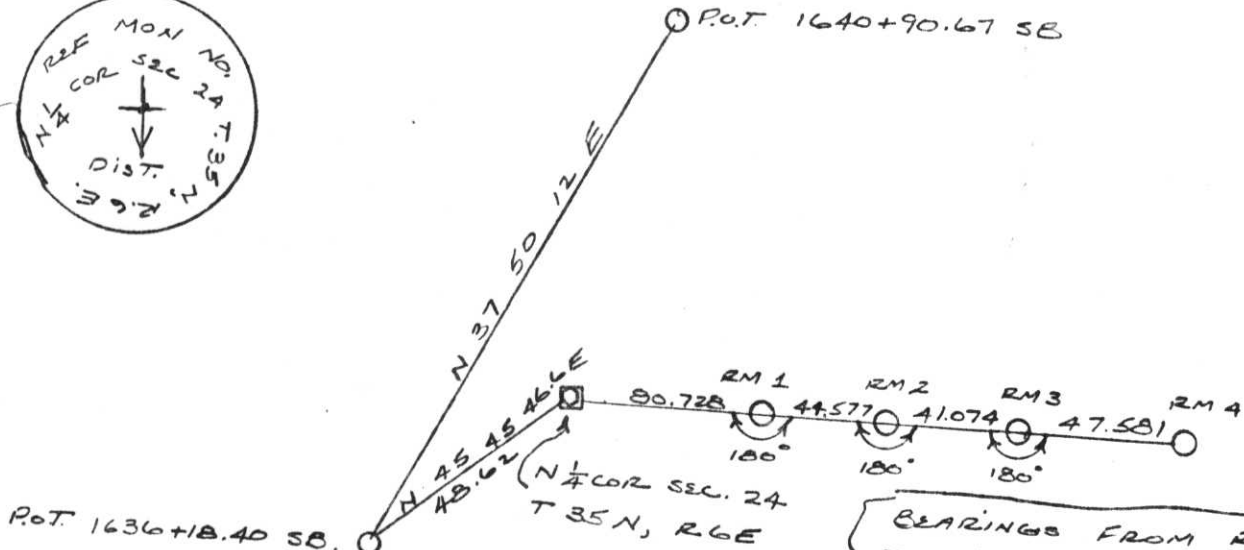 REF MON NO.
N 1/4 COR SEC 24 T.35 N, R.6 E.
DIST.
P.O.T. 1640+90.67 SB
N 37 50 12 E
N 45 45 46.6 E
48.62
P.O.T. 1636+18.40 SB.
N 1/4 COR SEC. 24
T 35 N, R6E
80.728
RM 1
44.577
RM 2
41.074
RM 3
47.581
RM 4
180°
180°
180°
BEARINGS FROM